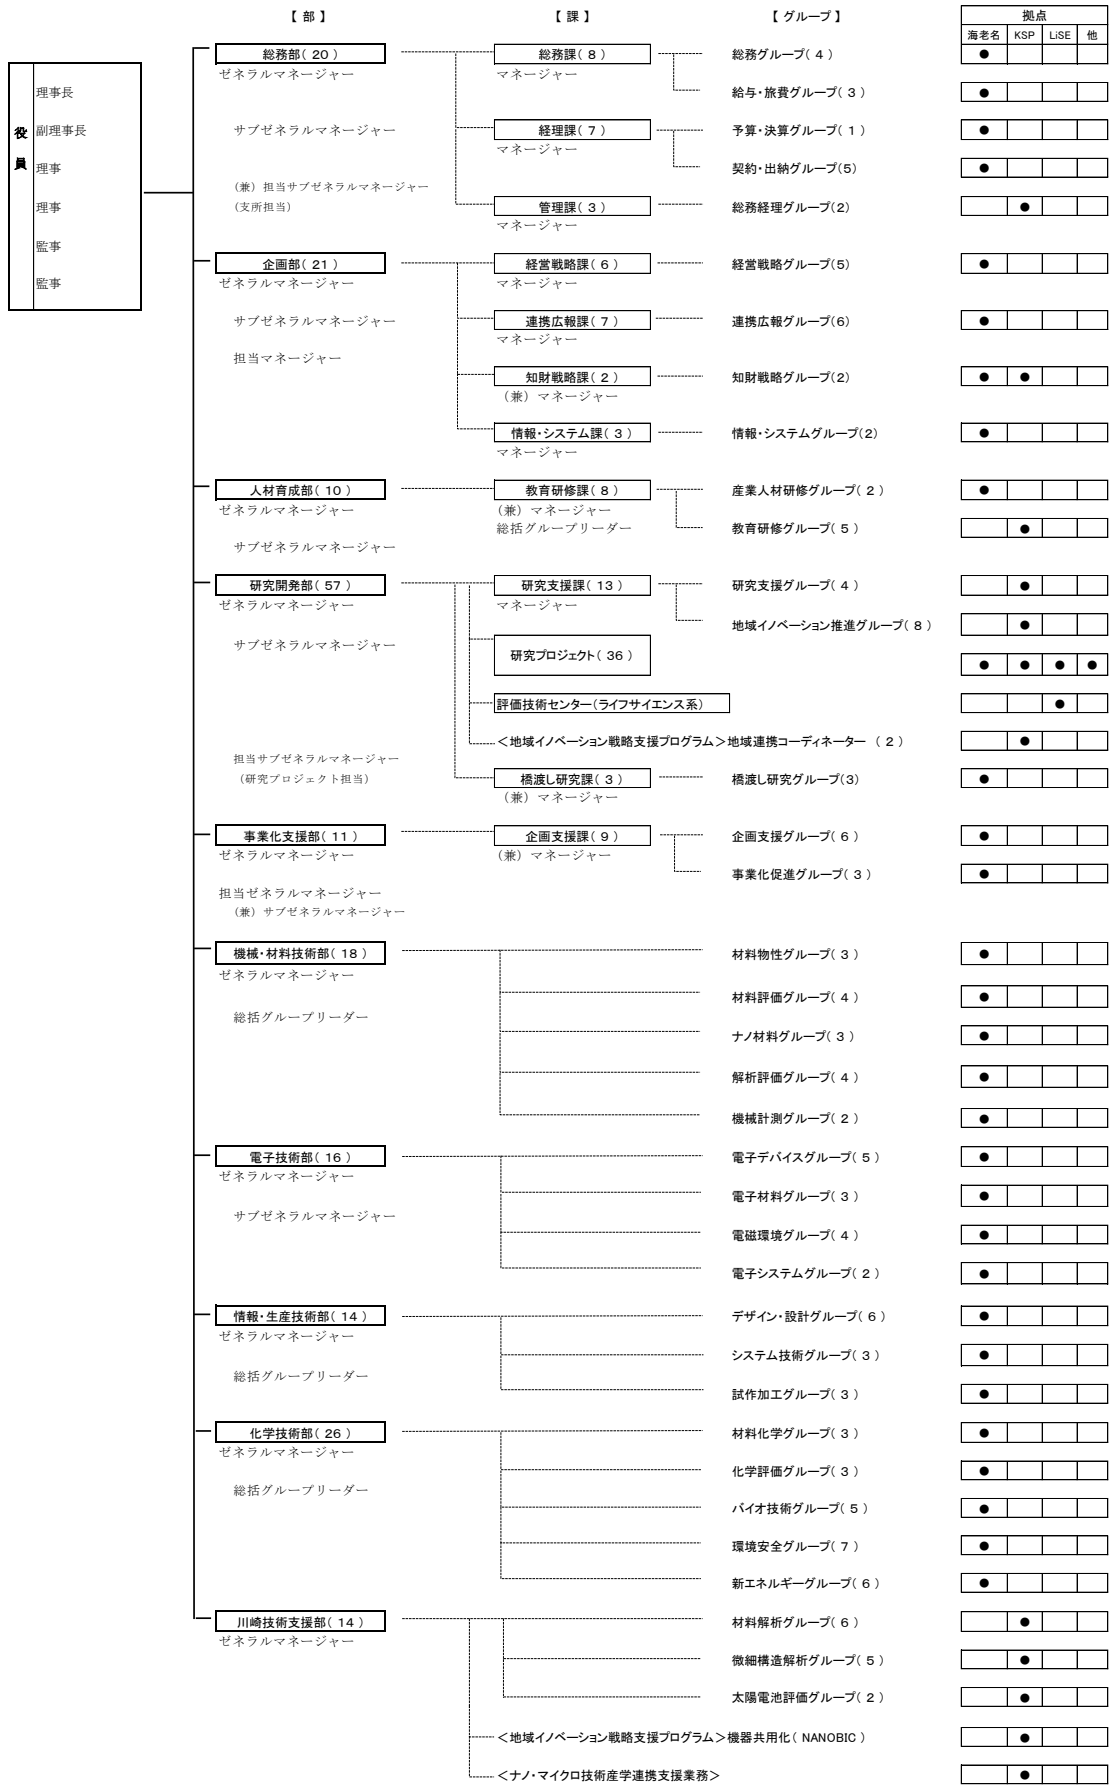 【 部 】 【 課 】 【 グループ 】 拠点
海老名 KSP LiSE 他
役員
理事長
副理事長
理事
理事
監事
監事
総務部( 20 ) 総務課( 8 ) 総務グループ( 4 ) ●
ゼネラルマネージャー マネージャー
給与・旅費グループ( 3 ) ●
サブゼネラルマネージャー 経理課( 7 ) 予算・決算グループ( 1 ) ●
マネージャー
契約・出納グループ(5) ●
(兼) 担当サブゼネラルマネージャー
(支所担当) 管理課( 3 ) 総務経理グループ(2) ●
マネージャー
企画部( 21 ) 経営戦略課( 6 ) 経営戦略グループ(5) ●
ゼネラルマネージャー マネージャー
サブゼネラルマネージャー 連携広報課( 7 ) 連携広報グループ(6) ●
マネージャー
担当マネージャー
知財戦略課( 2 ) 知財戦略グループ(2) ● ●
(兼) マネージャー
情報・システム課( 3 ) 情報・システムグループ(2) ●
マネージャー
人材育成部( 10 ) 教育研修課( 8 ) 産業人材研修グループ( 2 ) ●
ゼネラルマネージャー (兼) マネージャー
総括グループリーダー 教育研修グループ( 5 ) ●
サブゼネラルマネージャー
研究開発部( 57 ) 研究支援課( 13 ) 研究支援グループ( 4 ) ●
ゼネラルマネージャー マネージャー
地域イノベーション推進グループ( 8 ) ●
サブゼネラルマネージャー
研究プロジェクト( 36 ) ● ● ● ●
評価技術センター(ライフサイエンス系) ●
<地域イノベーション戦略支援プログラム>地域連携コーディネーター ( 2 ) ●
担当サブゼネラルマネージャー
(研究プロジェクト担当) 橋渡し研究課( 3 ) 橋渡し研究グループ(3) ●
(兼) マネージャー
事業化支援部( 11 ) 企画支援課( 9 ) 企画支援グループ( 6 ) ●
ゼネラルマネージャー (兼) マネージャー
事業化促進グループ( 3 ) ●
担当ゼネラルマネージャー
(兼) サブゼネラルマネージャー
機械・材料技術部( 18 ) 材料物性グループ( 3 ) ●
ゼネラルマネージャー
材料評価グループ( 4 ) ●
総括グループリーダー
ナノ材料グループ( 3 ) ●
解析評価グループ( 4 ) ●
機械計測グループ( 2 ) ●
電子技術部( 16 ) 電子デバイスグループ( 5 ) ●
ゼネラルマネージャー
電子材料グループ( 3 ) ●
サブゼネラルマネージャー
電磁環境グループ( 4 ) ●
電子システムグループ( 2 ) ●
情報・生産技術部( 14 ) デザイン・設計グループ( 6 ) ●
ゼネラルマネージャー
システム技術グループ( 3 ) ●
総括グループリーダー
試作加工グループ( 3 ) ●
化学技術部( 26 ) 材料化学グループ( 3 ) ●
ゼネラルマネージャー
化学評価グループ( 3 ) ●
総括グループリーダー
バイオ技術グループ( 5 ) ●
環境安全グループ( 7 ) ●
新エネルギーグループ( 6 ) ●
川崎技術支援部( 14 ) 材料解析グループ( 6 ) ●
ゼネラルマネージャー
微細構造解析グループ( 5 ) ●
太陽電池評価グループ( 2 ) ●
<地域イノベーション戦略支援プログラム>機器共用化( NANOBIC ) ●
<ナノ・マイクロ技術産学連携支援業務> ●